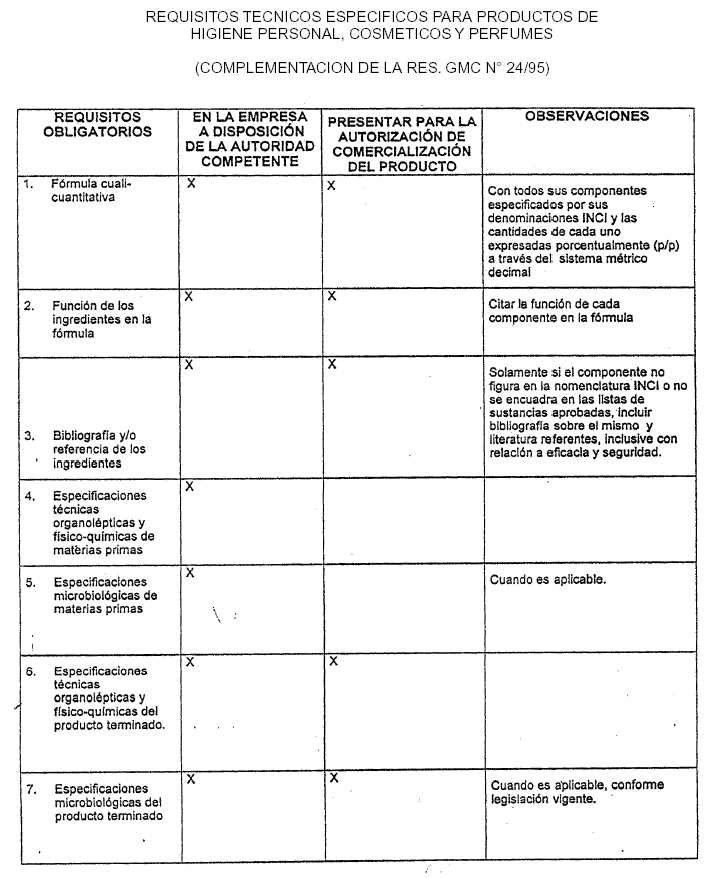 REQUISITOS TECNICOS ESPECIFICOS PARA PRODUCTOS DE
HIGIENE PERSONAL, COSMETICOS Y PERFUMES
(COMPLEMENTACION DE LA RES. GMC N° 24/95)
REQUISITOS
OBLIGATORIOS
EN LA EMPRESA
A DISPOSICIÓN
DE LA AUTORIDAD
COMPETENTE
PRESENTAR PARA LA
AUTORIZACIÓN DE
COMERCIALIZACIÓN
DEL PRODUCTO
OBSERVACIONES
1. Fórmula cuali-
cuantitativa
X
X
Con todos sus componentes
especificados por sus
denominaciones INCI y las
cantidades de cada uno
expresadas porcentualmente (p/p)
a través del sistema métrico
decimal
2. Función de los
ingredientes en la
fórmula
X
X
Citar la función de cada
componente en la fórmula
3. Bibliografía y/o
referencia de los
ingredientes
X
X
Solamente si el componente no
figura en la nomenclatura INCI o no
se encuadra en las listas de
sustancias aprobadas, incluir
bibliografía sobre el mismo y
literatura referentes, inclusive con
relación a eficacia y seguridad.
4. Especificaciones
técnicas
organolépticas y
físico-químicas de
materias primas
X
5. Especificaciones
microbiológicas de
materias primas
X
Cuando es aplicable.
6. Especificaciones
técnicas
organolépticas y
físico-químicas del
producto terminado.
X
X
7. Especificaciones
microbiológicas del
producto terminado
X
X
Cuando es aplicable, conforme
legislación vigente.